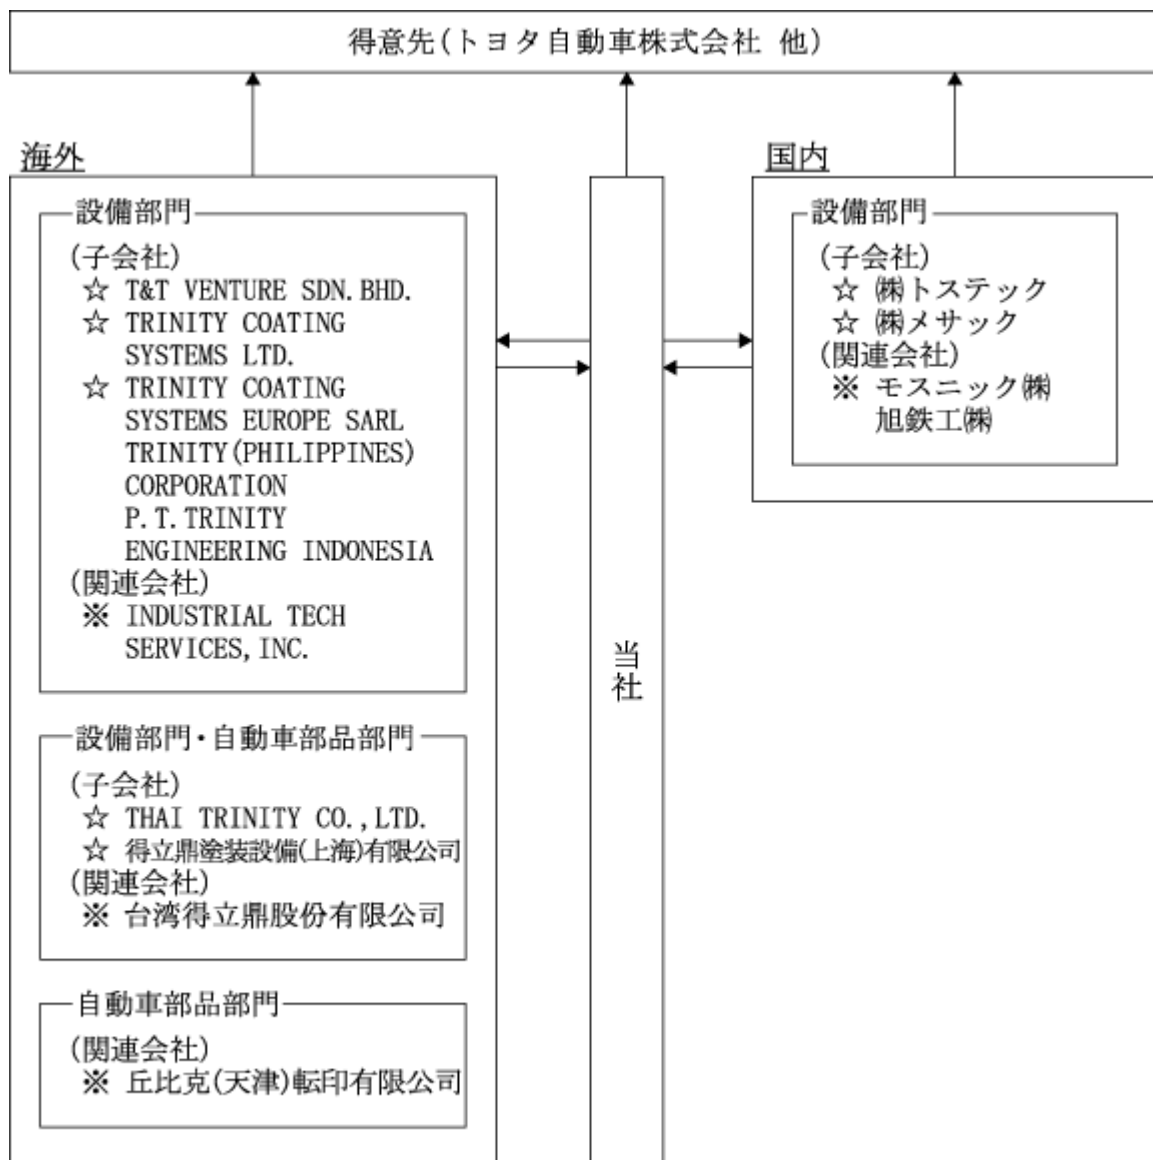 得意先(トヨタ自動車株式会社 他)
海外
設備部門
(子会社)
☆ T&T VENTURE SDN.BHD.
☆ TRINITY COATING
SYSTEMS LTD.
☆ TRINITY COATING
SYSTEMS EUROPE SARL
TRINITY(PHILIPPINES)
CORPORATION
P.T.TRINITY
ENGINEERING INDONESIA
(関連会社)
※ INDUSTRIAL TECH
SERVICES,INC.
設備部門・自動車部品部門
(子会社)
☆ THAI TRINITY CO.,LTD.
☆ 得立鼎塗装設備(上海)有限公司
(関連会社)
※ 台湾得立鼎股份有限公司
自動車部品部門
(関連会社)
※ 丘比克(天津)転印有限公司
当社
国内
設備部門
(子会社)
☆ ㈱トステック
☆ ㈱メサック
(関連会社)
※ モスニック㈱
旭鉄工㈱